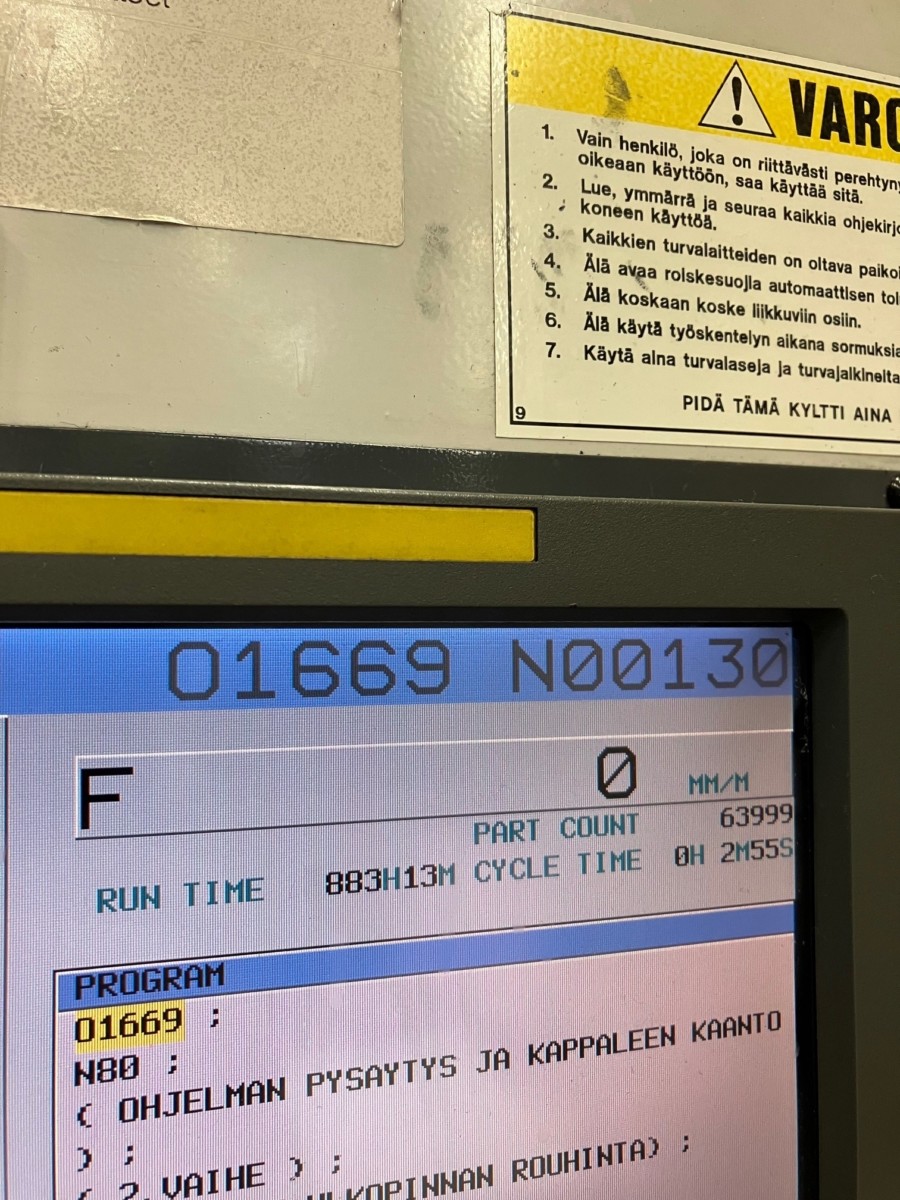 VARO
1. Vain henkilö, joka on riittävästi perehtyny
oikeaan käyttöön, saa käyttää sitä.
2. Lue, ymmärrä ja seuraa kaikkia ohjekirjo
koneen käyttöä.
3. Kaikkien turvalaitteiden on oltava paikoi
4. Älä avaa roiskesuojia automaattisen toi
5. Älä koskaan koske liikkuviin osiin.
6. Älä käytä työskentelyn aikana sormuksia
7. Käytä aina turvalaseja ja turvajalkineita
PIDÄ TÄMÄ KYLTTI AINA
9
O1669 N00130
F 0 MM/M
PART COUNT 63999
RUN TIME 883H13M CYCLE TIME 0H 2M55S
PROGRAM
O1669 ;
N80 ;
( OHJELMAN PYSAYTYS JA KAPPALEEN KAANTO
) ;
( 2. VAIHE ) ;
ROUHINTA) ;